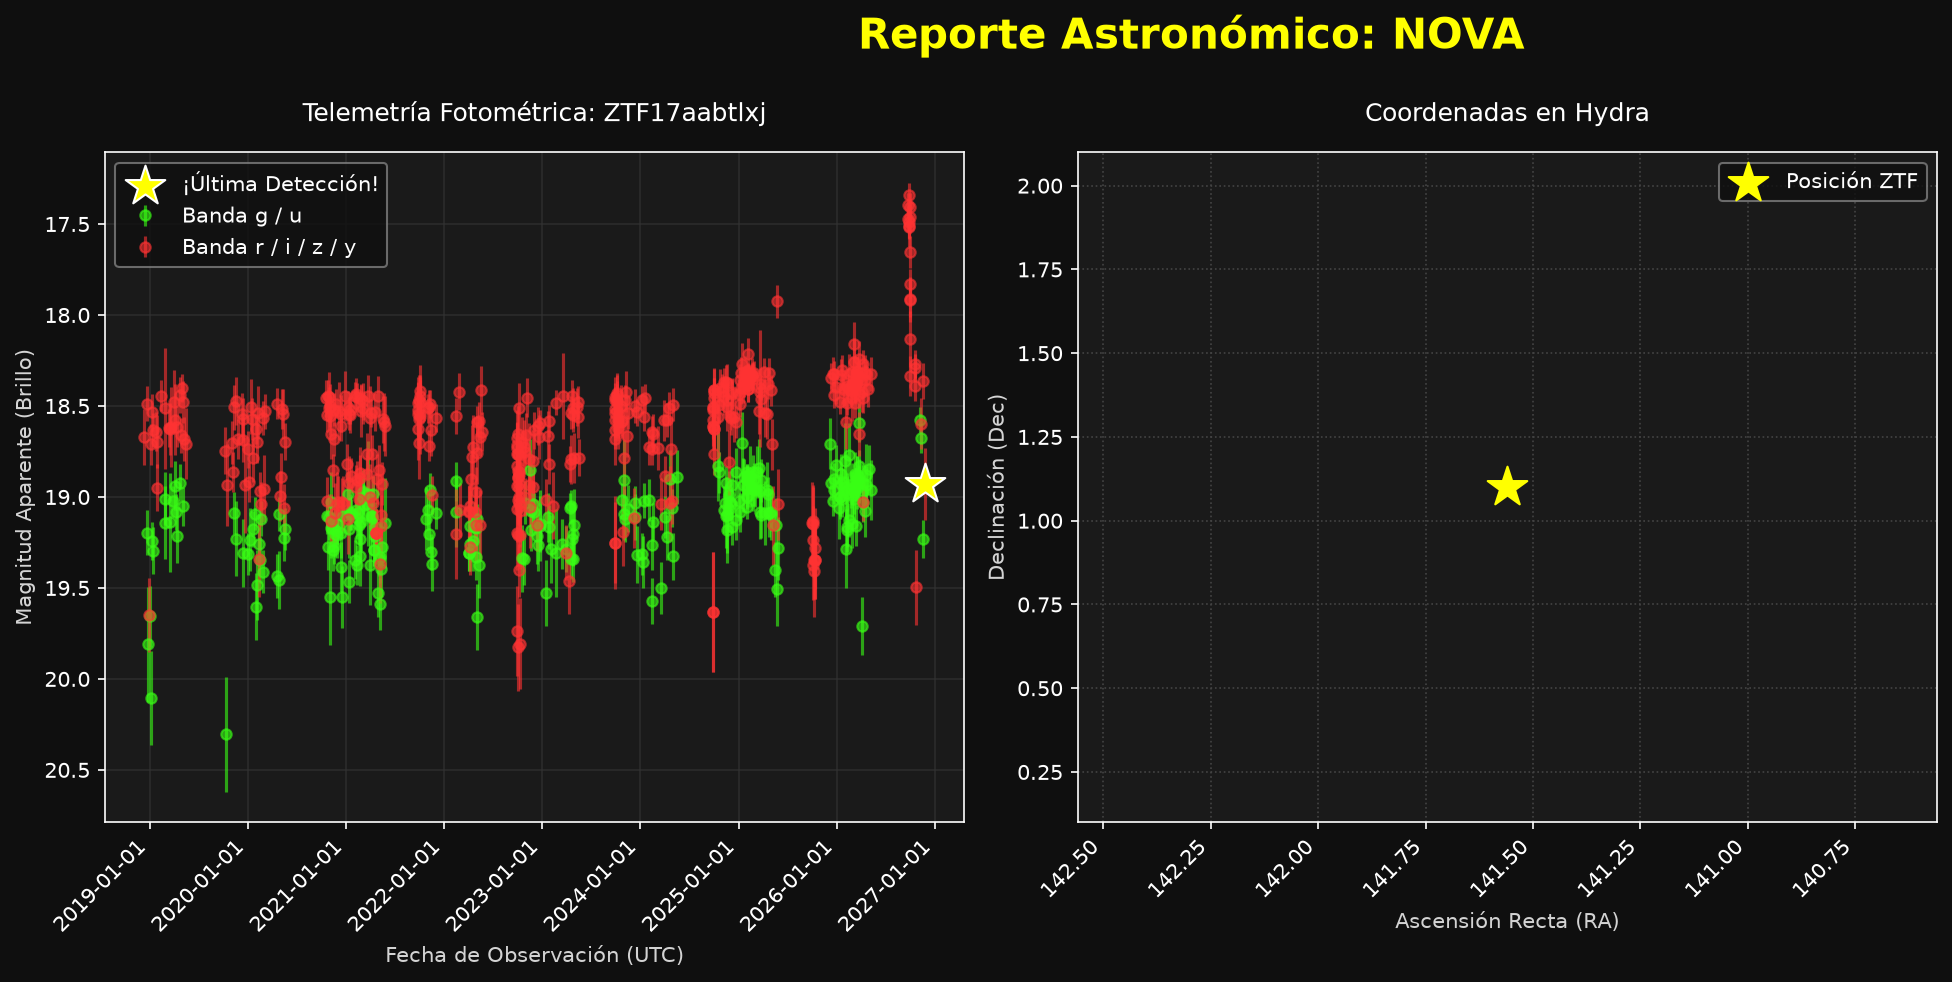 Reporte Astronómico: NOVA
Telemetría Fotométrica: ZTF17aabtlxj
¡Última Detección!
Banda g / u
Banda r / i / z / y
Magnitud Aparente (Brillo)
17.5
18.0
18.5
19.0
19.5
20.0
20.5
2019-01-01
2020-01-01
2021-01-01
2022-01-01
2023-01-01
2024-01-01
2025-01-01
2026-01-01
2027-01-01
Fecha de Observación (UTC)
Coordenadas en Hydra
Posición ZTF
Declinación (Dec)
2.00
1.75
1.50
1.25
1.00
0.75
0.50
0.25
142.50
142.25
142.00
141.75
141.50
141.25
141.00
140.75
Ascensión Recta (RA)